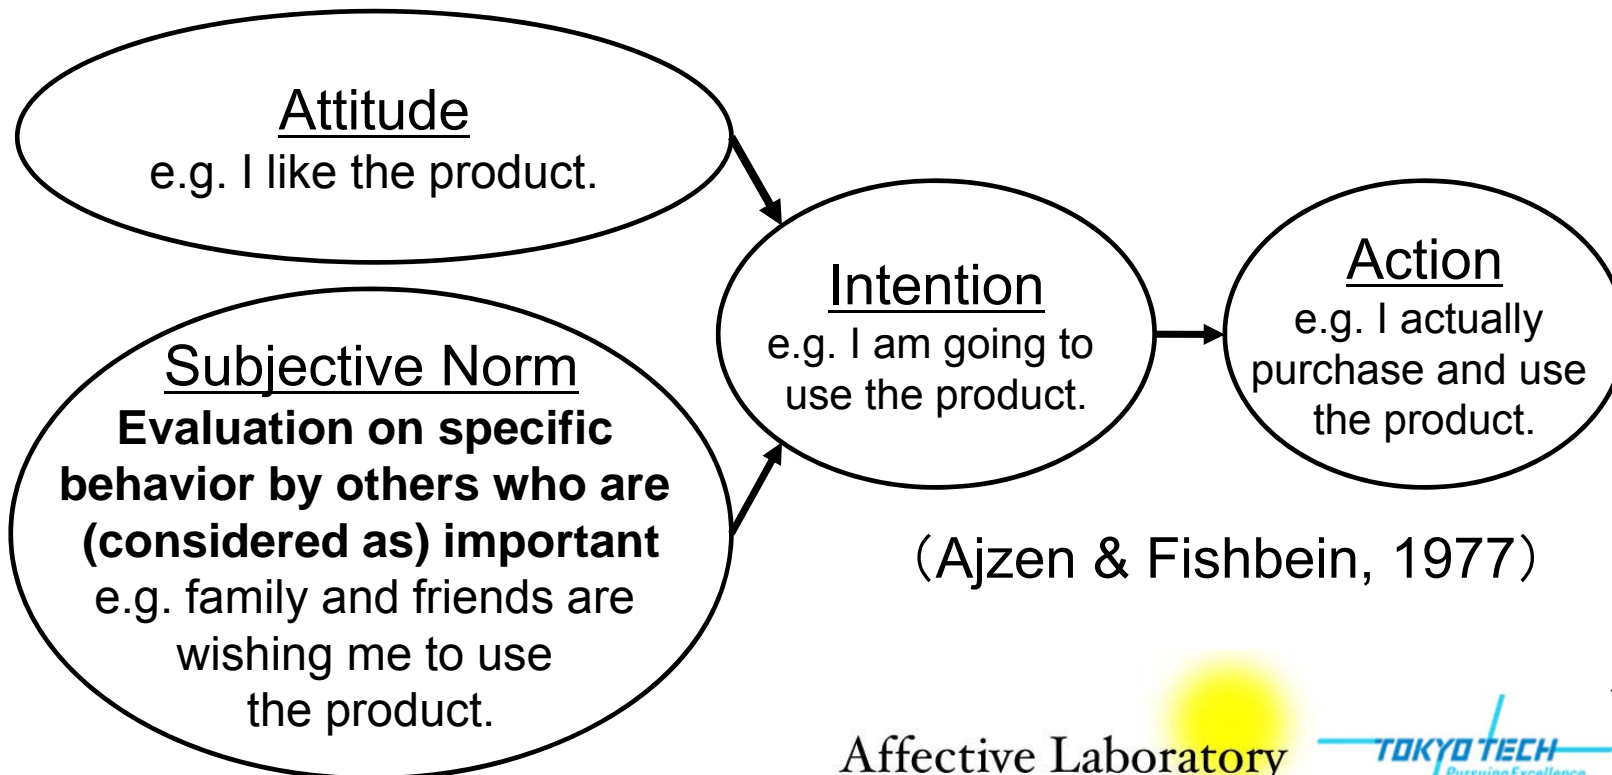 Attitude
e.g. I like the product.
Subjective Norm
Evaluation on specific
behavior by others who are
(considered as) important
e.g. family and friends are
wishing me to use
the product.
Intention
e.g. I am going to
use the product.
Action
e.g. I actually
purchase and use
the product.
（Ajzen & Fishbein, 1977）
Affective Laboratory
TOKYO TECH
Pursuing Excellence